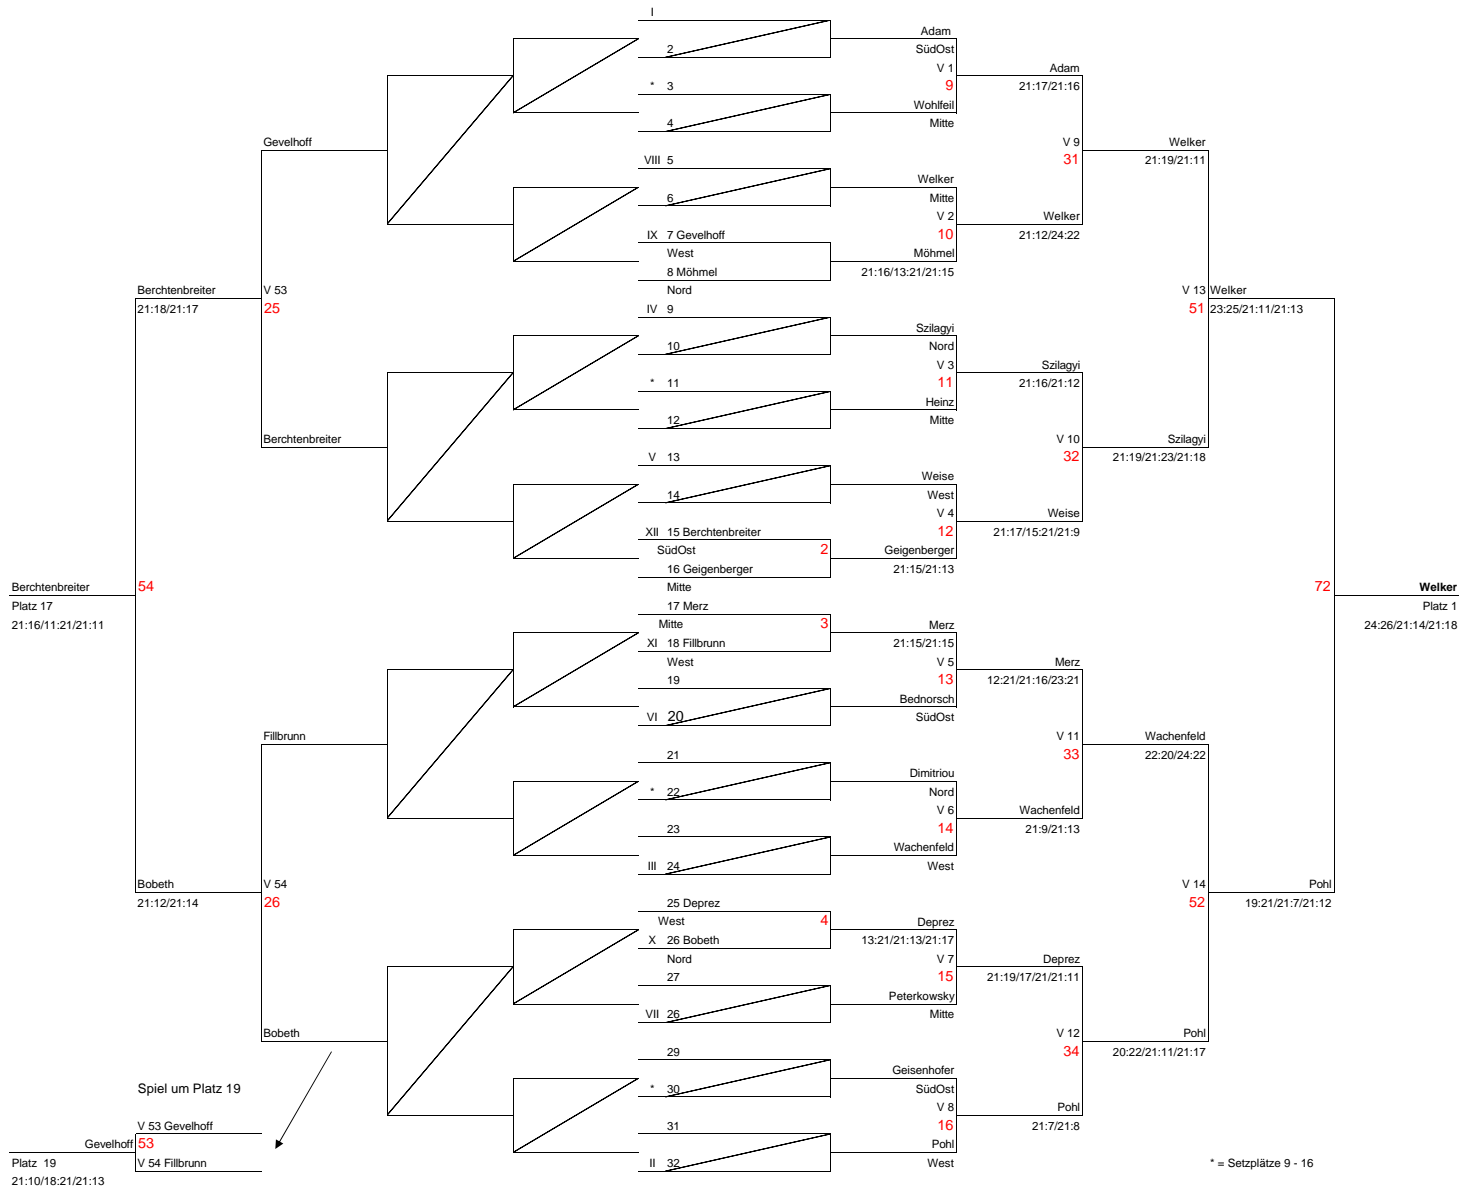 I
2
* 3
4
VIII 5
6
IX 7 Gevelhoff
West
8 Möhmel
Nord
IV 9
10
* 11
12
V 13
14
XII 15 Berchtenbreiter
SüdOst 2
16 Geigenberger
Mitte
17 Merz
Mitte 3
XI 18 Fillbrunn
West
19
VI 20
21
* 22
23
III 24
25 Deprez
West 4
X 26 Bobeth
Nord
27
VII 26
29
* 30
31
II 32
Adam
SüdOst
V 1
9
Wohlfeil
Mitte
Welker
Mitte
V 2
10
Möhmel
21:16/13:21/21:15
Szilagyi
Nord
V 3
11
Heinz
Mitte
Weise
West
V 4
12
Geigenberger
21:15/21:13
Merz
21:15/21:15
V 5
13
Bednorsch
SüdOst
Dimitriou
Nord
V 6
14
Wachenfeld
West
Deprez
13:21/21:13/21:17
V 7
15
Peterkowsky
Mitte
Geisenhofer
SüdOst
V 8
16
Pohl
West
Adam
21:17/21:16
V 9
31
Welker
21:12/24:22
Szilagyi
21:16/21:12
V 10
32
Weise
21:17/15:21/21:9
Merz
12:21/21:16/23:21
V 11
33
Wachenfeld
21:9/21:13
Deprez
21:19/17/21/21:11
V 12
34
Pohl
21:7/21:8
Welker
21:19/21:11
V 13
51
Szilagyi
21:19/21:23/21:18
Wachenfeld
22:20/24:22
V 14
52
Pohl
20:22/21:11/21:17
Welker
23:25/21:11/21:13
72
Pohl
19:21/21:7/21:12
Welker
Platz 1
24:26/21:14/21:18
* = Setzplätze 9 - 16
Gevelhoff
V 53
25
Berchtenbreiter
Fillbrunn
V 54
26
Bobeth
Berchtenbreiter
21:18/21:17
54
Bobeth
21:12/21:14
Berchtenbreiter
Platz 17
21:16/11:21/21:11
Spiel um Platz 19
V 53 Gevelhoff
53
V 54 Fillbrunn
Gevelhoff
Platz 19
21:10/18:21/21:13